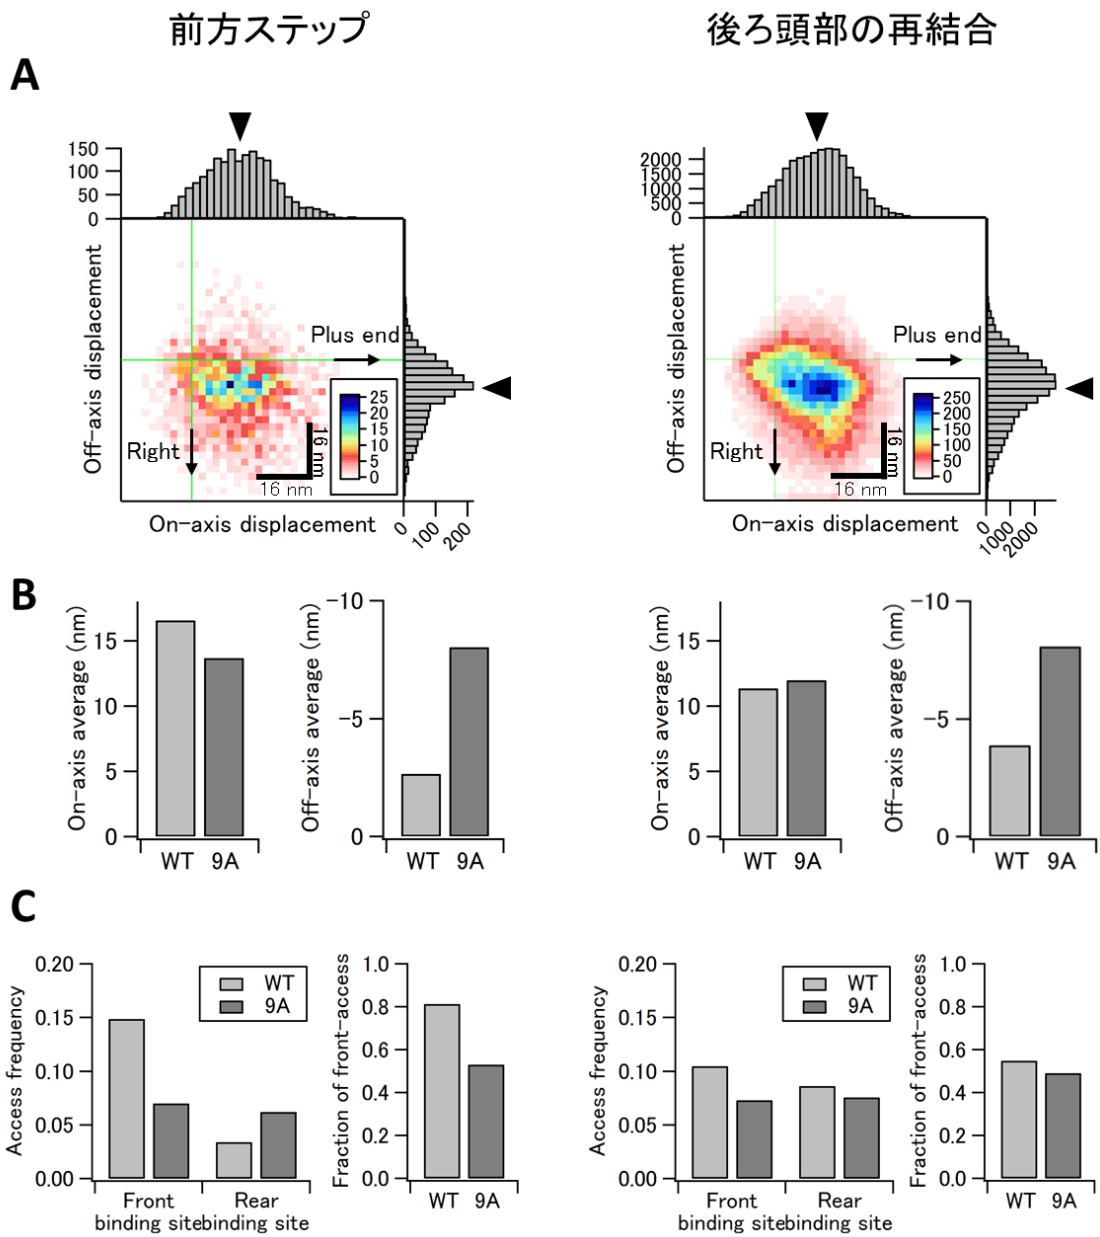 前方ステップ
後ろ頭部の再結合
A
150
100
50
0
Off-axis displacement
Plus end
Right
16 nm
16 nm
25
20
15
10
5
0
On-axis displacement
0
100
200
2000
1500
1000
500
0
Off-axis displacement
Plus end
Right
16 nm
16 nm
250
200
150
100
50
0
On-axis displacement
0
1000
2000
B
On-axis average (nm)
15
10
5
0
WT 9A
Off-axis average (nm)
-10
-5
0
WT 9A
On-axis average (nm)
15
10
5
0
WT 9A
Off-axis average (nm)
-10
-5
0
WT 9A
C
Access frequency
0.20
0.15
0.10
0.05
0.00
WT
9A
Front
binding site
Rear
binding site
Fraction of front-access
1.0
0.8
0.6
0.4
0.2
0.0
WT 9A
Access frequency
0.20
0.15
0.10
0.05
0.00
WT
9A
Front
binding site
Rear
binding site
Fraction of front-access
1.0
0.8
0.6
0.4
0.2
0.0
WT 9A